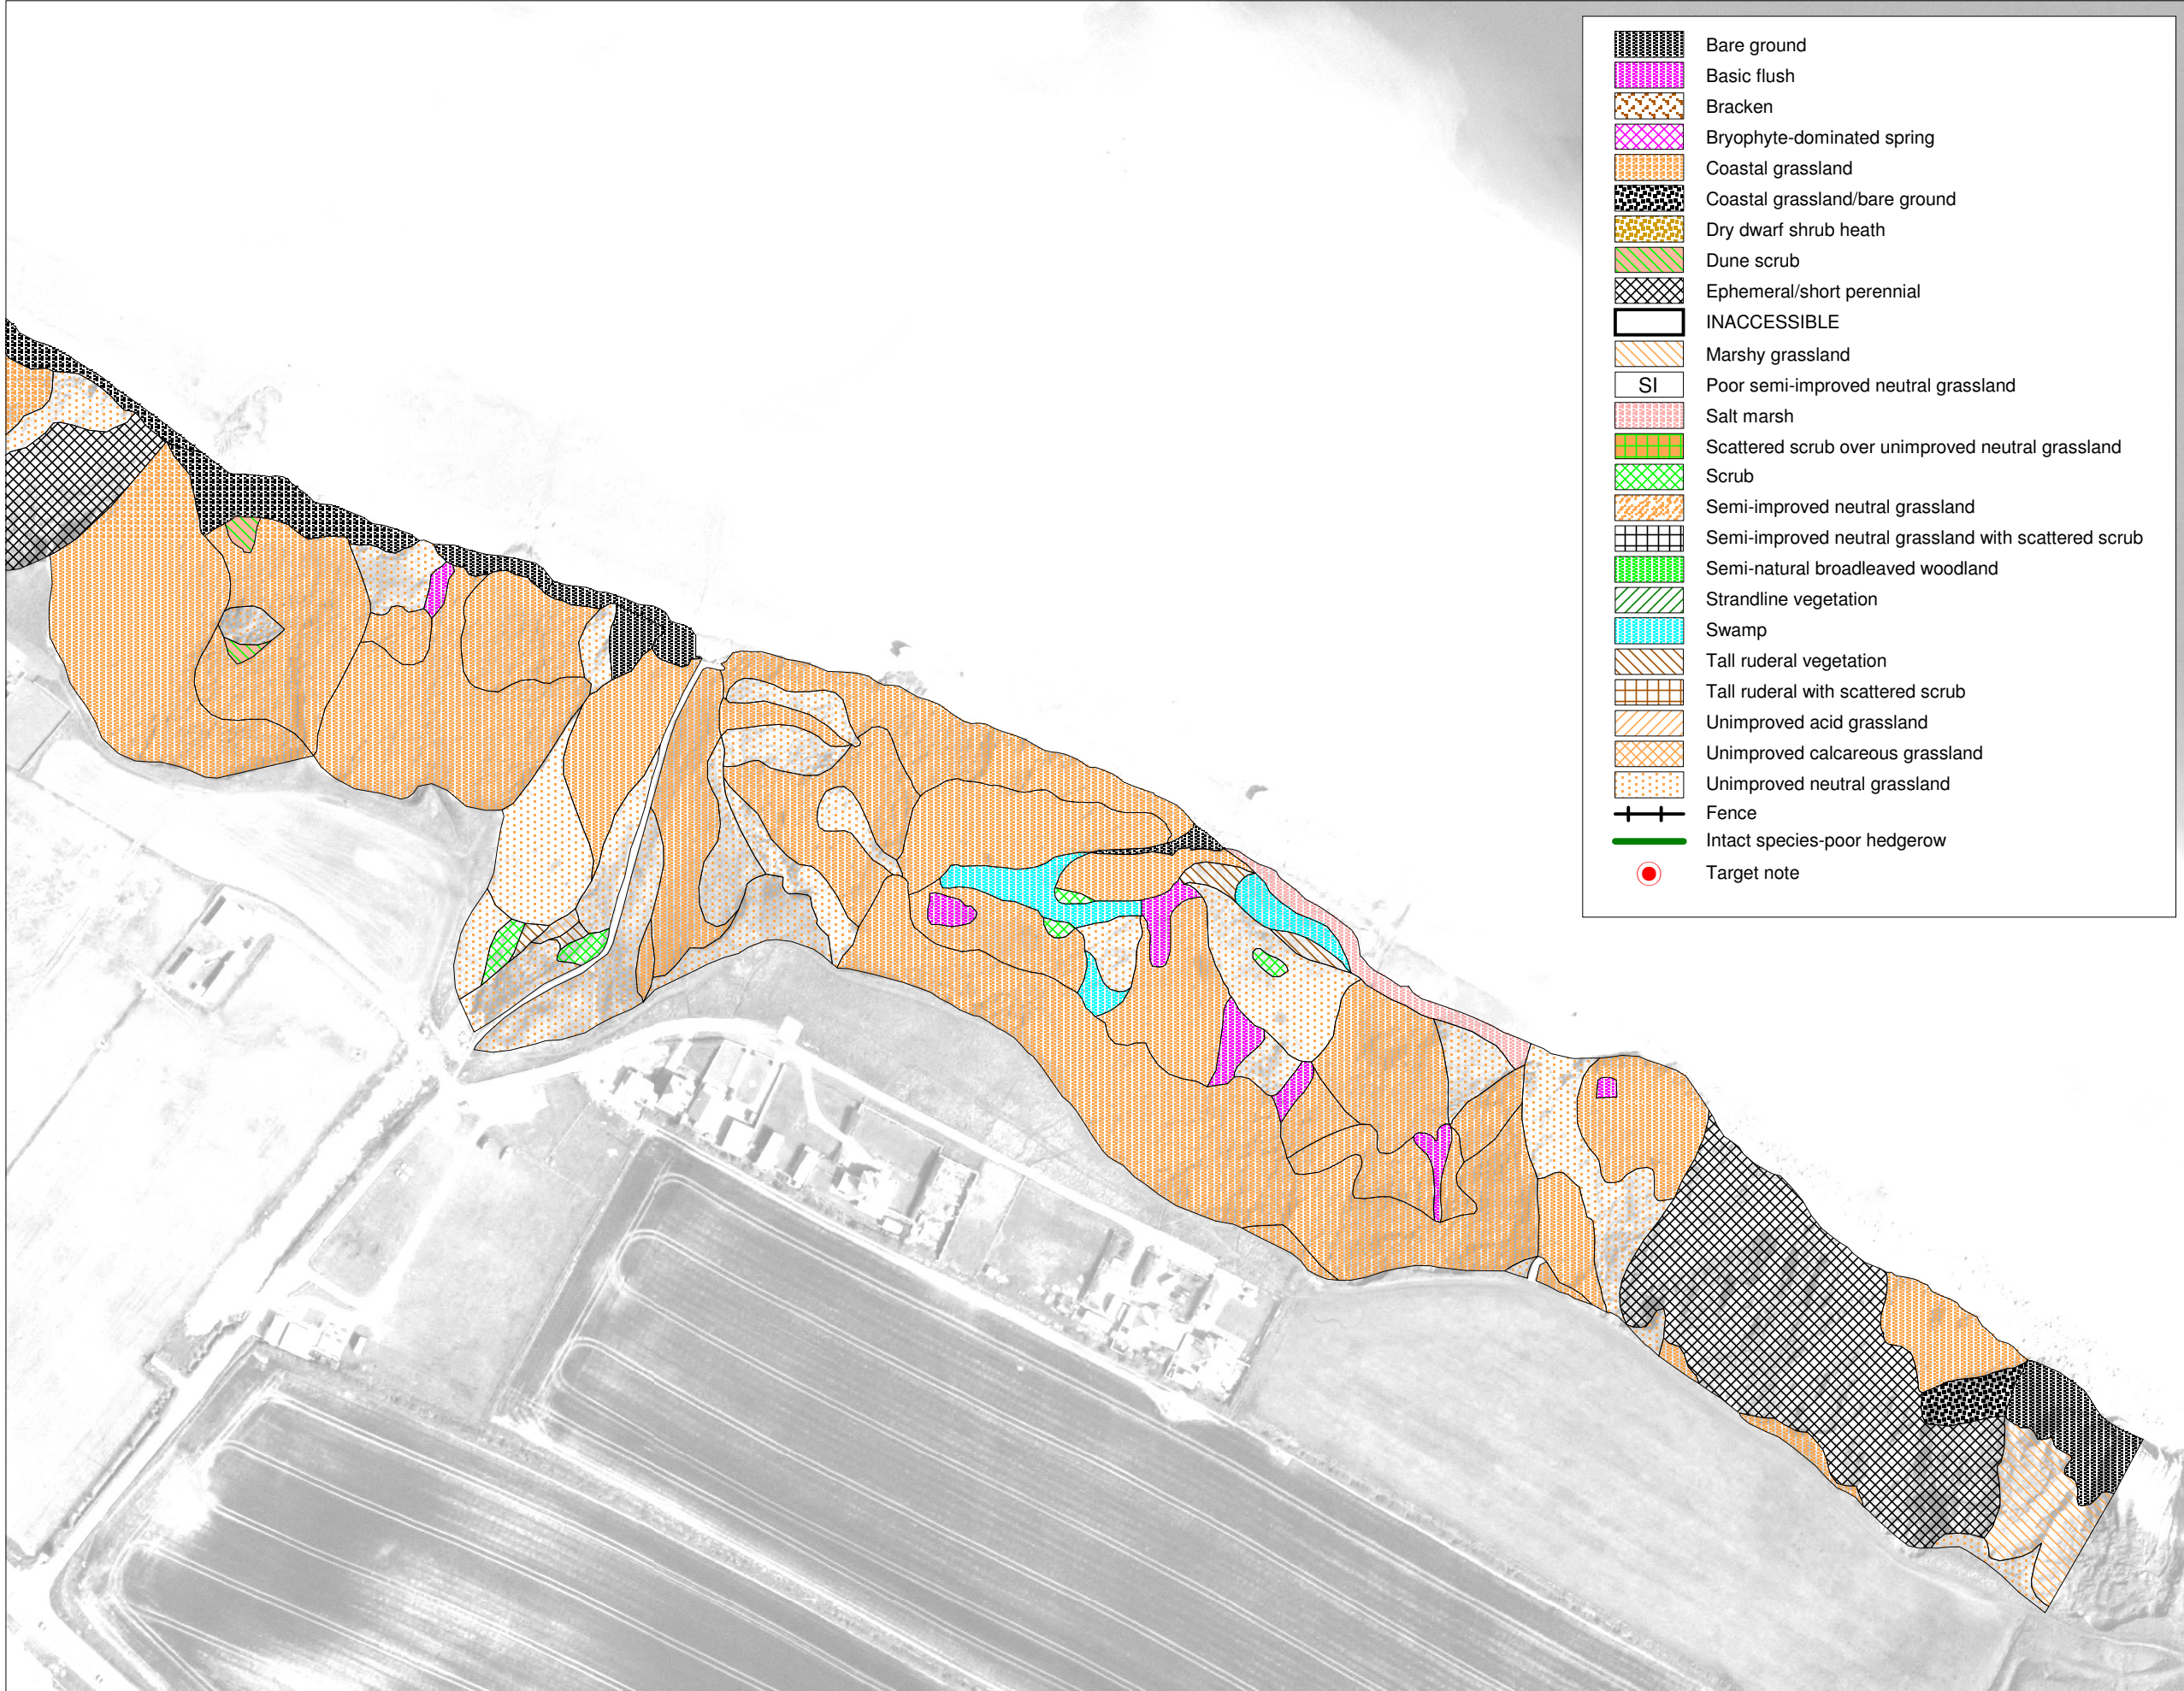 Bare ground
Basic flush
Bracken
Bryophyte-dominated spring
Coastal grassland
Coastal grassland/bare ground
Dry dwarf shrub heath
Dune scrub
Ephemeral/short perennial
INACCESSIBLE
Marshy grassland
SI Poor semi-improved neutral grassland
Salt marsh
Scattered scrub over unimproved neutral grassland
Scrub
Semi-improved neutral grassland
Semi-improved neutral grassland with scattered scrub
Semi-natural broadleaved woodland
Strandline vegetation
Swamp
Tall ruderal vegetation
Tall ruderal with scattered scrub
Unimproved acid grassland
Unimproved calcareous grassland
Unimproved neutral grassland
Fence
Intact species-poor hedgerow
Target note